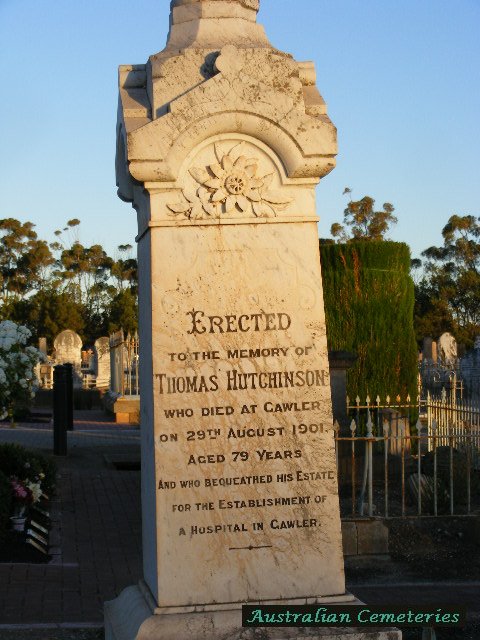 ERECTED
TO THE MEMORY OF
THOMAS HUTCHINSON
WHO DIED AT GAWLER
ON 29TH AUGUST 1901.
AGED 79 YEARS
AND WHO BEQUEATHED HIS ESTATE
FOR THE ESTABLISHMENT OF
A HOSPITAL IN GAWLER.
Australian Cemeteries